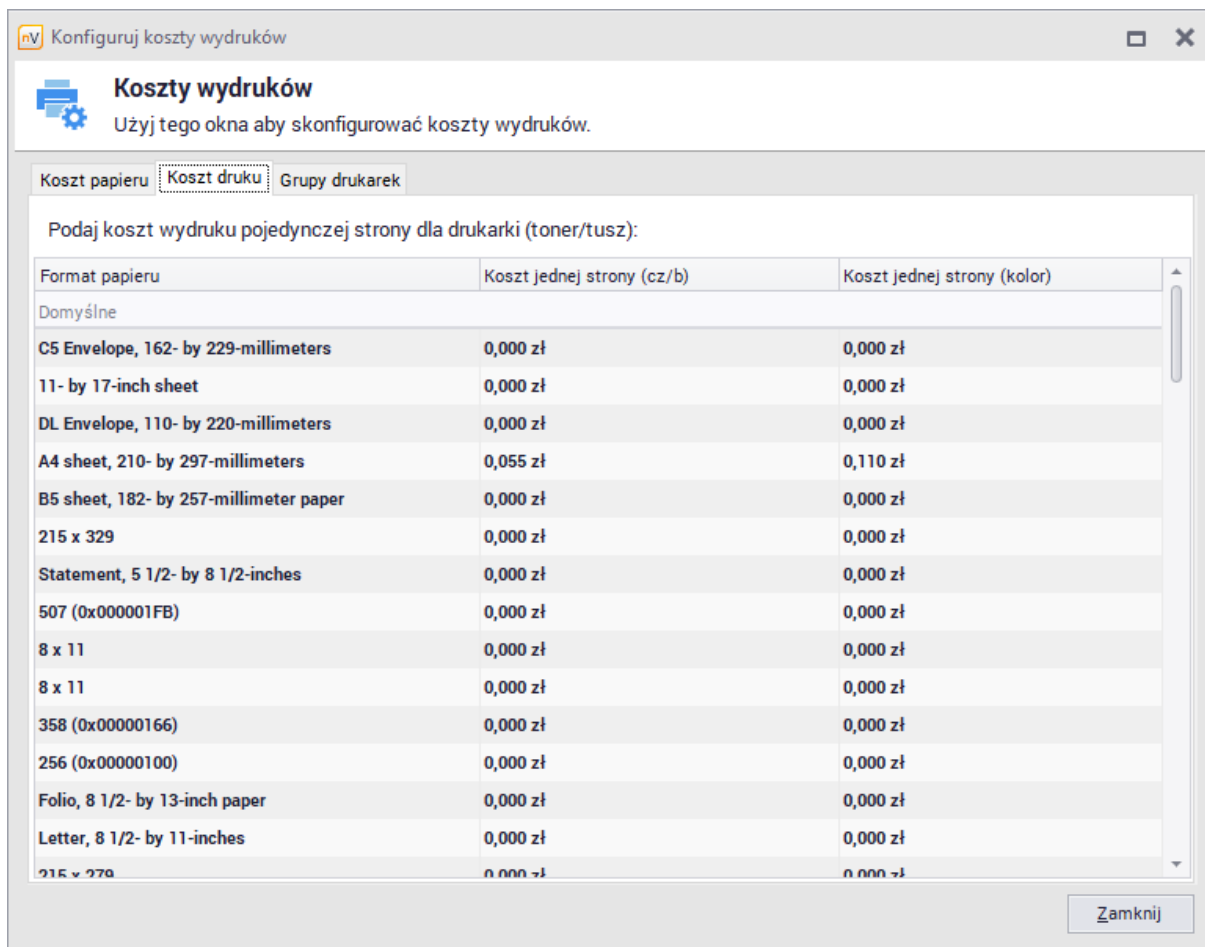 nV Konfiguruj koszty wydruków
Koszty wydruków
Użyj tego okna aby skonfigurować koszty wydruków.
Koszt papieru Koszt druku Grupy drukarek
Podaj koszt wydruku pojedynczej strony dla drukarki (toner/tusz):
Format papieru Koszt jednej strony (cz/b) Koszt jednej strony (kolor)
Domyślne
C5 Envelope, 162- by 229-millimeters 0,000 zł 0,000 zł
11- by 17-inch sheet 0,000 zł 0,000 zł
DL Envelope, 110- by 220-millimeters 0,000 zł 0,000 zł
A4 sheet, 210- by 297-millimeters 0,055 zł 0,110 zł
B5 sheet, 182- by 257-millimeter paper 0,000 zł 0,000 zł
215 x 329 0,000 zł 0,000 zł
Statement, 5 1/2- by 8 1/2-inches 0,000 zł 0,000 zł
507 (0x000001FB) 0,000 zł 0,000 zł
8 x 11 0,000 zł 0,000 zł
8 x 11 0,000 zł 0,000 zł
358 (0x00000166) 0,000 zł 0,000 zł
256 (0x00000100) 0,000 zł 0,000 zł
Folio, 8 1/2- by 13-inch paper 0,000 zł 0,000 zł
Letter, 8 1/2- by 11-inches 0,000 zł 0,000 zł
215 x 279 0,000 zł 0,000 zł
Zamknij